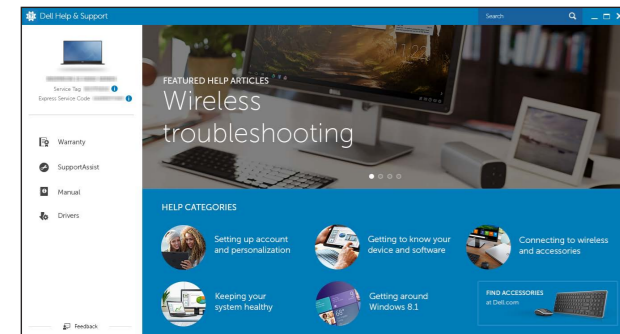 Dell Help & Support
Search
Service Tag
Express Service Code
Warranty
SupportAssist
Manual
Drivers
Feedback
FEATURED HELP ARTICLES
Wireless
troubleshooting
HELP CATEGORIES
Setting up account
and personalization
Getting to know your
device and software
Connecting to wireless
and accessories
Keeping your
system healthy
Getting around
Windows 8.1
FIND ACCESSORIES
at Dell.com